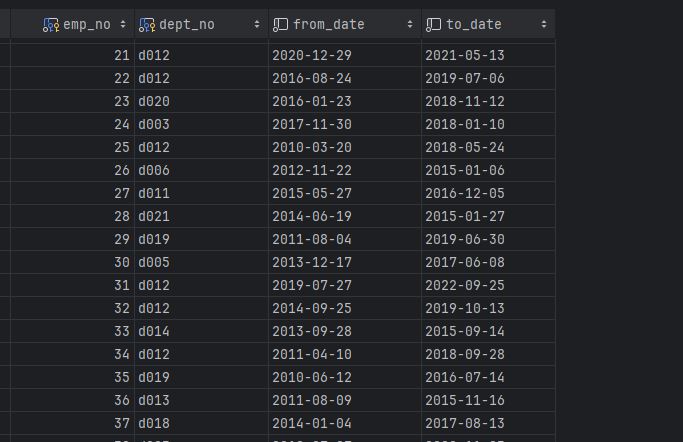 emp_no dept_no from_date to_date
21 d012 2020-12-29 2021-05-13
22 d012 2016-08-24 2019-07-06
23 d020 2016-01-23 2018-11-12
24 d003 2017-11-30 2018-01-10
25 d012 2010-03-20 2018-05-24
26 d006 2012-11-22 2015-01-06
27 d011 2015-05-27 2016-12-05
28 d021 2014-06-19 2015-01-27
29 d019 2011-08-04 2019-06-30
30 d005 2013-12-17 2017-06-08
31 d012 2019-07-27 2022-09-25
32 d012 2014-09-25 2019-10-13
33 d014 2013-09-28 2015-09-14
34 d012 2011-04-10 2018-09-28
35 d019 2010-06-12 2016-07-14
36 d013 2011-08-09 2015-11-16
37 d018 2014-01-04 2017-08-13